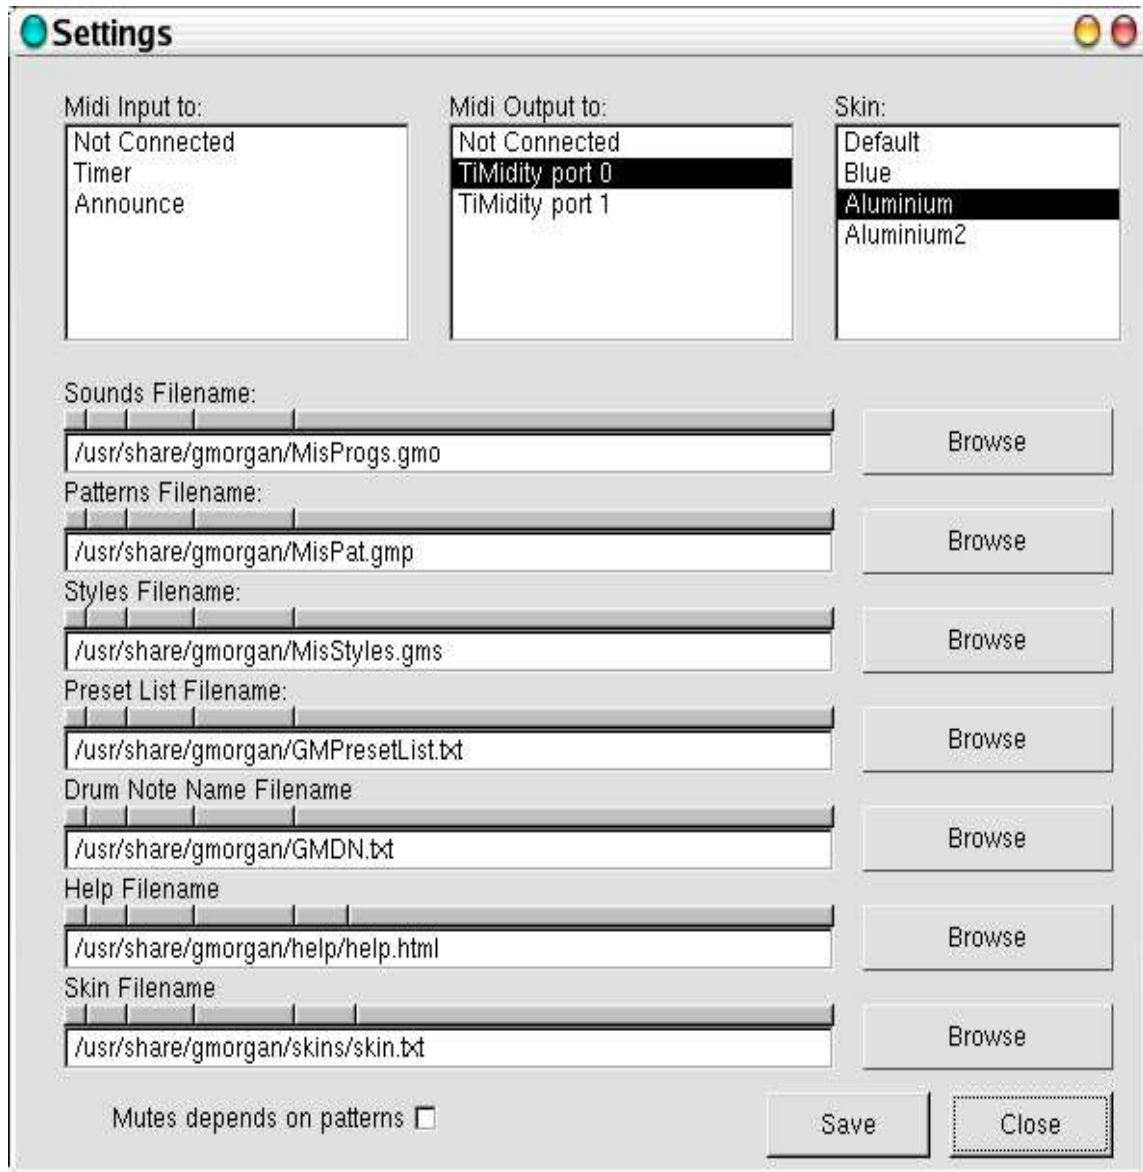 Settings
Midi Input to:
Not Connected
Timer
Announce
Midi Output to:
Not Connected
TiMidity port 0
TiMidity port 1
Skin:
Default
Blue
Aluminium
Aluminium2
Sounds Filename:
/usr/share/gmorgan/MisProgs.gmo
Browse
Patterns Filename:
/usr/share/gmorgan/MisPat.gmp
Browse
Styles Filename:
/usr/share/gmorgan/MisStyles.gms
Browse
Preset List Filename:
/usr/share/gmorgan/GMPresetList.txt
Browse
Drum Note Name Filename
/usr/share/gmorgan/GMDN.txt
Browse
Help Filename
/usr/share/gmorgan/help/help.html
Browse
Skin Filename
/usr/share/gmorgan/skins/skin.txt
Browse
Mutes depends on patterns
Save
Close